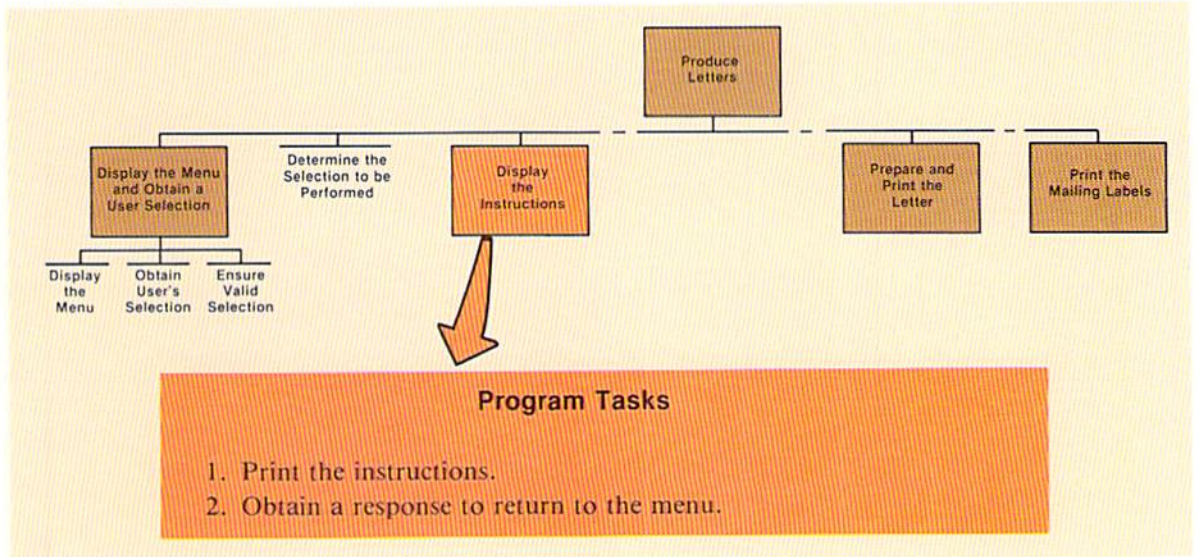 Produce
Letters
Display the Menu
and Obtain a
User Selection
Determine the
Selection to be
Performed
Display
the
Instructions
Prepare and
Print the
Letter
Print the
Mailing Labels
Display
the
Menu
Obtain
User's
Selection
Ensure
Valid
Selection
Program Tasks
1. Print the instructions.
2. Obtain a response to return to the menu.